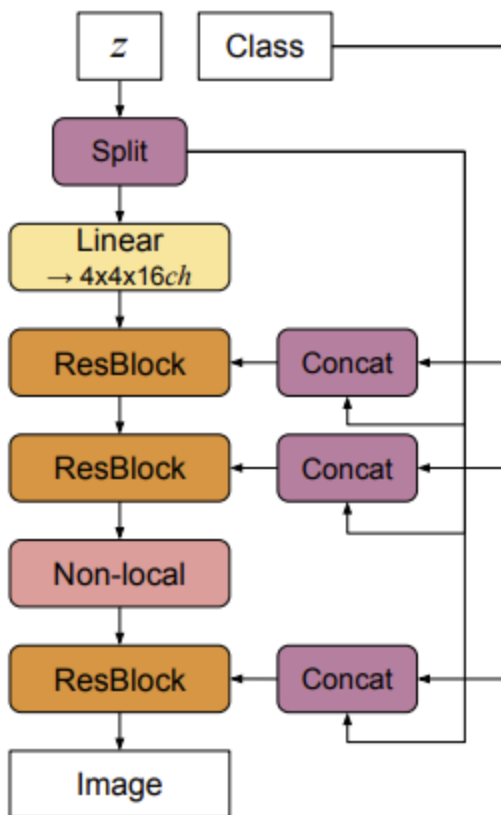 z
Class
Split
Linear
→ 4x4x16ch
ResBlock
Concat
ResBlock
Concat
Non-local
ResBlock
Concat
Image